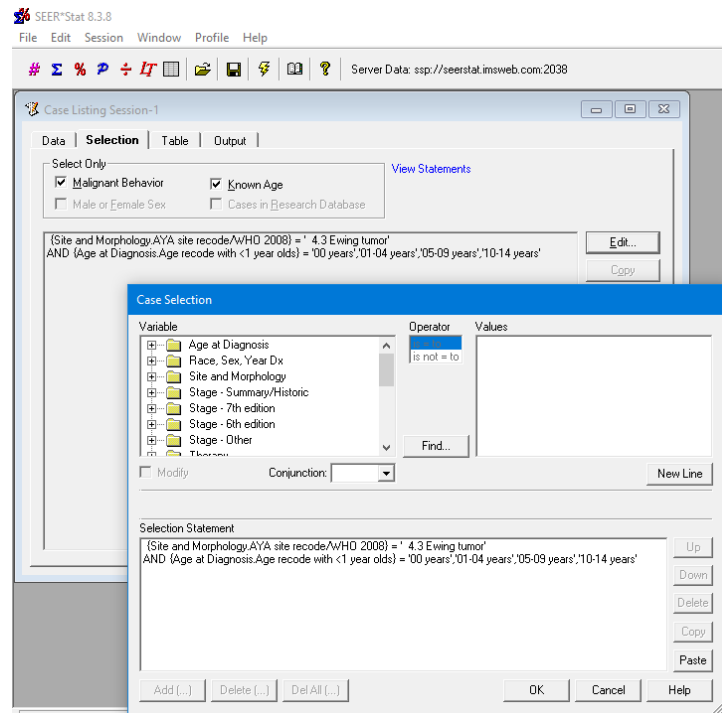 SEER*Stat 8.3.8
File Edit Session Window Profile Help
Server Data: ssp://seerstat.imsweb.com:2038
Case Listing Session-1
Data Selection Table Output
Select Only
Malignant Behavior Known Age
Male or Female Sex Cases in Research Database
View Statements
{Site and Morphology.AYA site recode/WHO 2008} = ' 4.3 Ewing tumor'
AND {Age at Diagnosis.Age recode with <1 year olds} = '00 years','01-04 years','05-09 years','10-14 years'
Edit...
Copy
Case Selection
Variable Operator Values
Age at Diagnosis
Race, Sex, Year Dx
Site and Morphology
Stage - Summary/Historic
Stage - 7th edition
Stage - 6th edition
Stage - Other
Therapy
is = to
is not = to
Find...
Modify Conjunction: New Line
Selection Statement
{Site and Morphology.AYA site recode/WHO 2008} = ' 4.3 Ewing tumor'
AND {Age at Diagnosis.Age recode with <1 year olds} = '00 years','01-04 years','05-09 years','10-14 years'
Up
Down
Delete
Copy
Paste
Add (...) Delete (...) Del All (...) OK Cancel Help